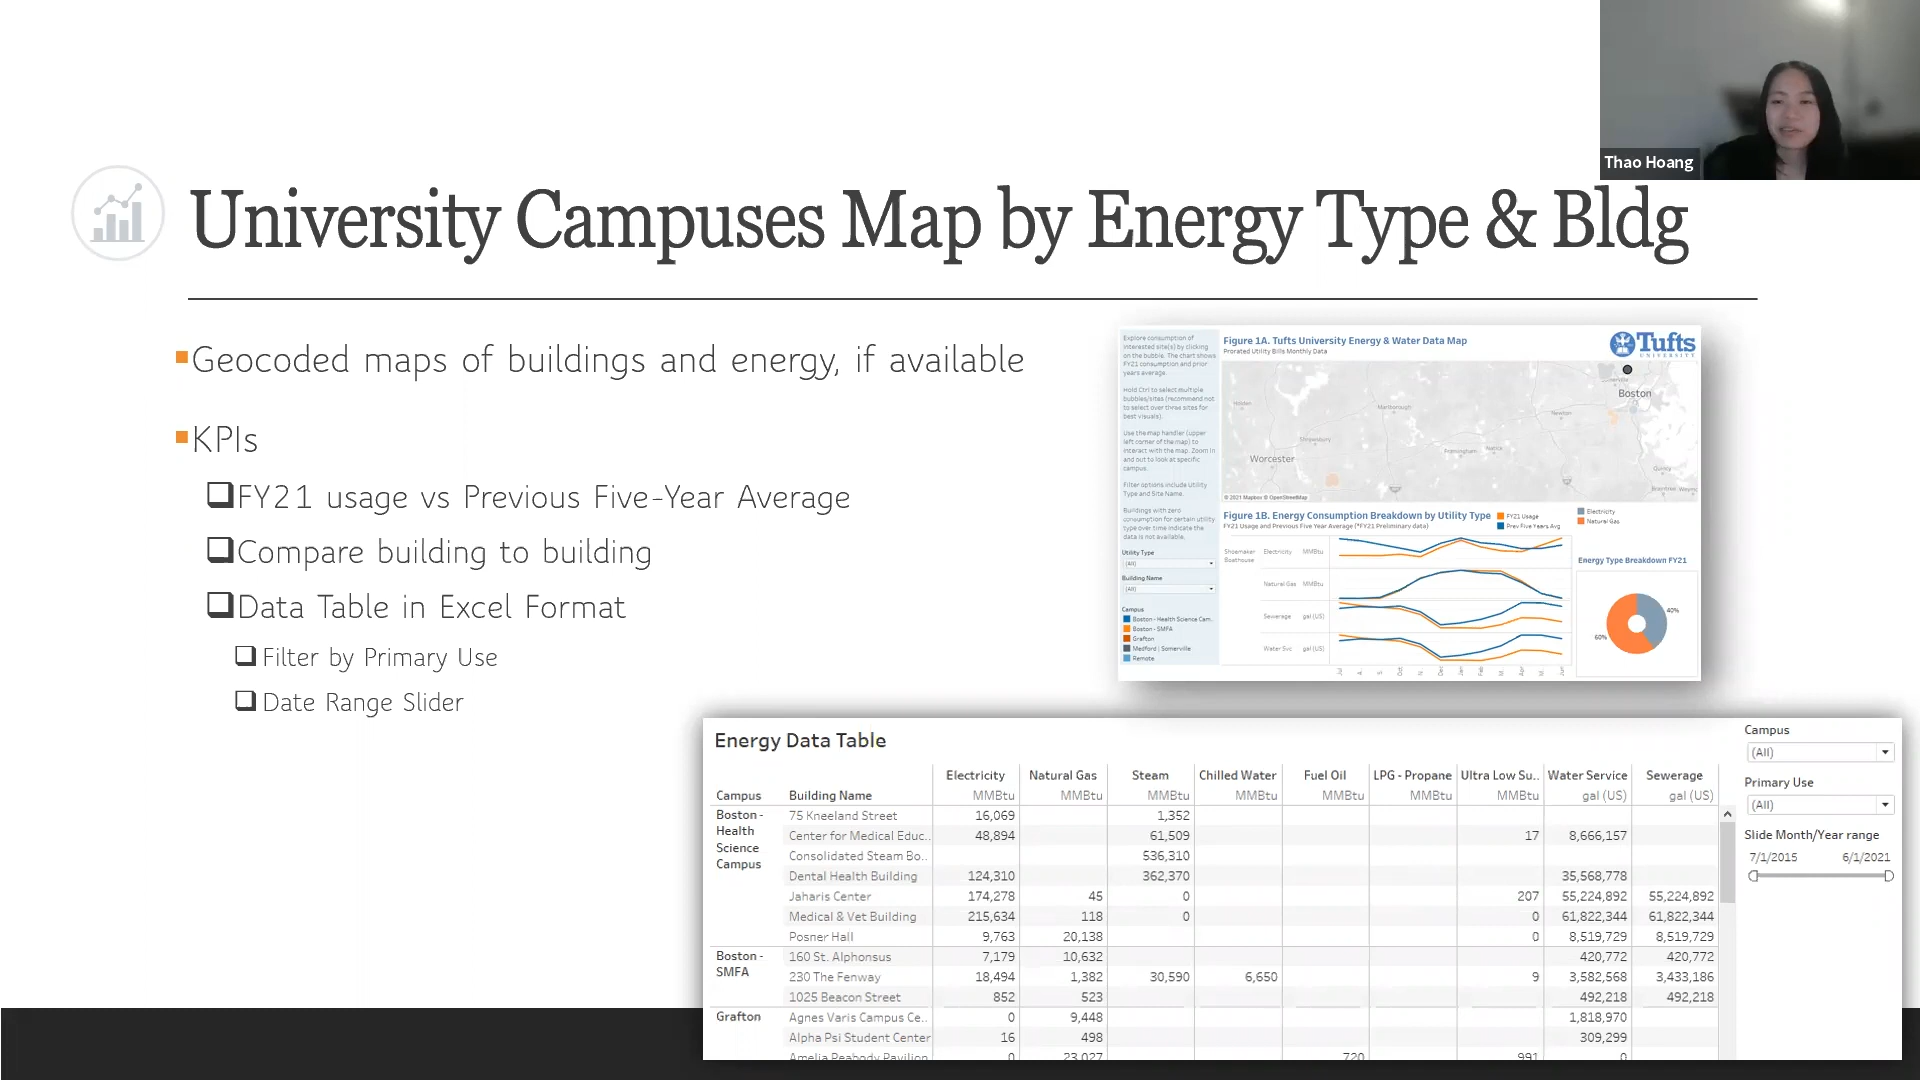 Thao Hoang
University Campuses Map by Energy Type & Bldg
Geocoded maps of buildings and energy, if available
KPIs
FY21 usage vs Previous Five-Year Average
Compare building to building
Data Table in Excel Format
Filter by Primary Use
Date Range Slider
Explore consumption of
interested site(s) by clicking
on the bubble. The chart shows
FY21 consumption and prior
years average.
Hold Ctrl to select multiple
bubbles/sites (recommend not
to select over three sites for
best visuals).
Use the map handler (upper
left corner of the map) to
interact with the map. Zoom in
and out to look at specific
campus.
Filter options include Utility
Type and Site Name.
Buildings with zero
consumption for certain utility
type over time indicate the
data is not available.
Utility Type
(All)
Building Name
(All)
Campus
Boston - Health Science Cam..
Boston - SMFA
Grafton
Medford | Somerville
Remote
Figure 1A. Tufts University Energy & Water Data Map
Prorated Utility Bills Monthly Data
Tufts
UNIVERSITY
Boston
Holden
Marlborough
Newton
Shrewsbury
Framingham
Natick
Worcester
Quincy
© 2021 Mapbox © OpenStreetMap
Figure 1B. Energy Consumption Breakdown by Utility Type
FY21 Usage and Previous Five Year Average (*FY21 Preliminary data)
FY21 Usage
Prev Five Years Avg
Electricity
Natural Gas
Shoemaker
Boathouse
Electricity MMBtu
Natural Gas MMBtu
Sewerage gal (US)
Water Svc gal (US)
Energy Type Breakdown FY21
40%
60%
Energy Data Table
Electricity Natural Gas Steam Chilled Water Fuel Oil LPG - Propane Ultra Low Su.. Water Service Sewerage
Campus Building Name MMBtu MMBtu MMBtu MMBtu MMBtu MMBtu MMBtu gal (US) gal (US)
Boston - Health Science Campus
75 Kneeland Street 16,069 1,352
Center for Medical Educ.. 48,894 61,509 17 8,666,157
Consolidated Steam Bo.. 536,310
Dental Health Building 124,310 362,370 35,568,778
Jaharis Center 174,278 45 0 207 55,224,892 55,224,892
Medical & Vet Building 215,634 118 0 0 61,822,344 61,822,344
Posner Hall 9,763 20,138 0 8,519,729 8,519,729
Boston - SMFA
160 St. Alphonsus 7,179 10,632 420,772 420,772
230 The Fenway 18,494 1,382 30,590 6,650 9 3,582,568 3,433,186
1025 Beacon Street 852 523 492,218 492,218
Grafton
Agnes Varis Campus Ce.. 0 9,448 1,818,970
Alpha Psi Student Center 16 498 309,299
Amelia Peabody Pavilion 0 23,027 720 991 0
Campus
(All)
Primary Use
(All)
Slide Month/Year range
7/1/2015 6/1/2021